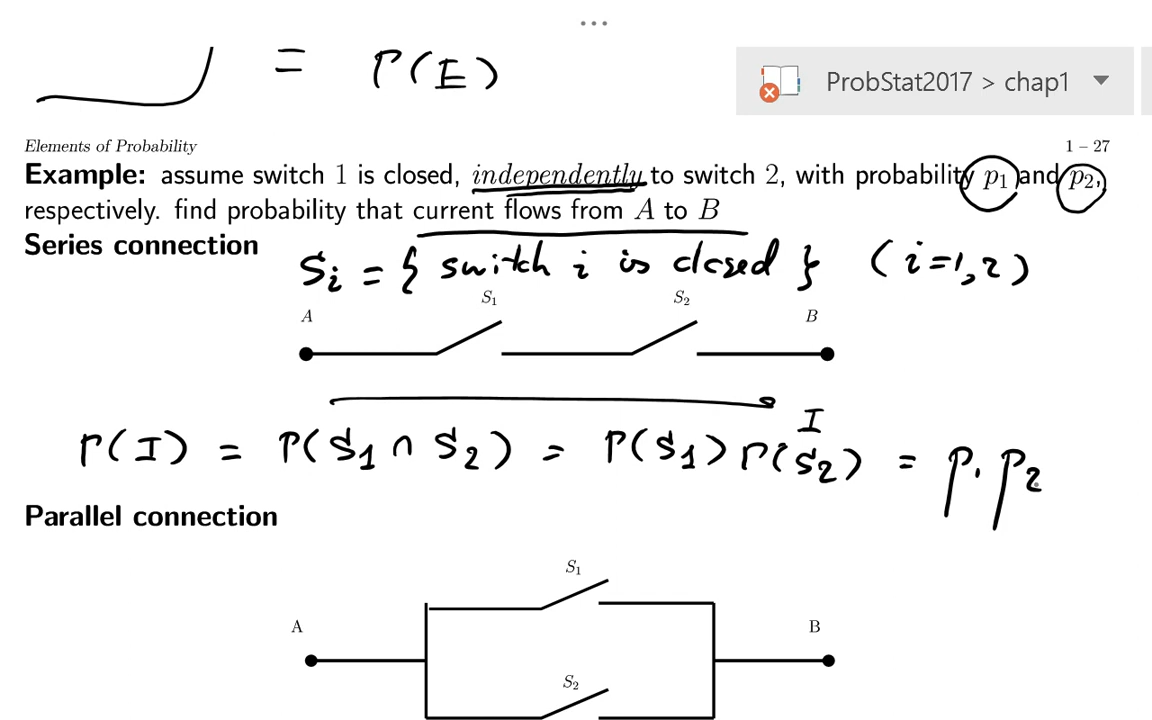 ...
= P(E)
ProbStat2017 > chap1
Elements of Probability 1 – 27
Example: assume switch 1 is closed, independently to switch 2, with probability p₁ and p₂,
respectively. find probability that current flows from A to B
Series connection
Sᵢ = { switch i is closed } (i=1,2)
S₁ S₂
A B
I
P(I) = P(S₁ ∩ S₂) = P(S₁) P(S₂) = p₁ p₂
Parallel connection
S₁
A B
S₂